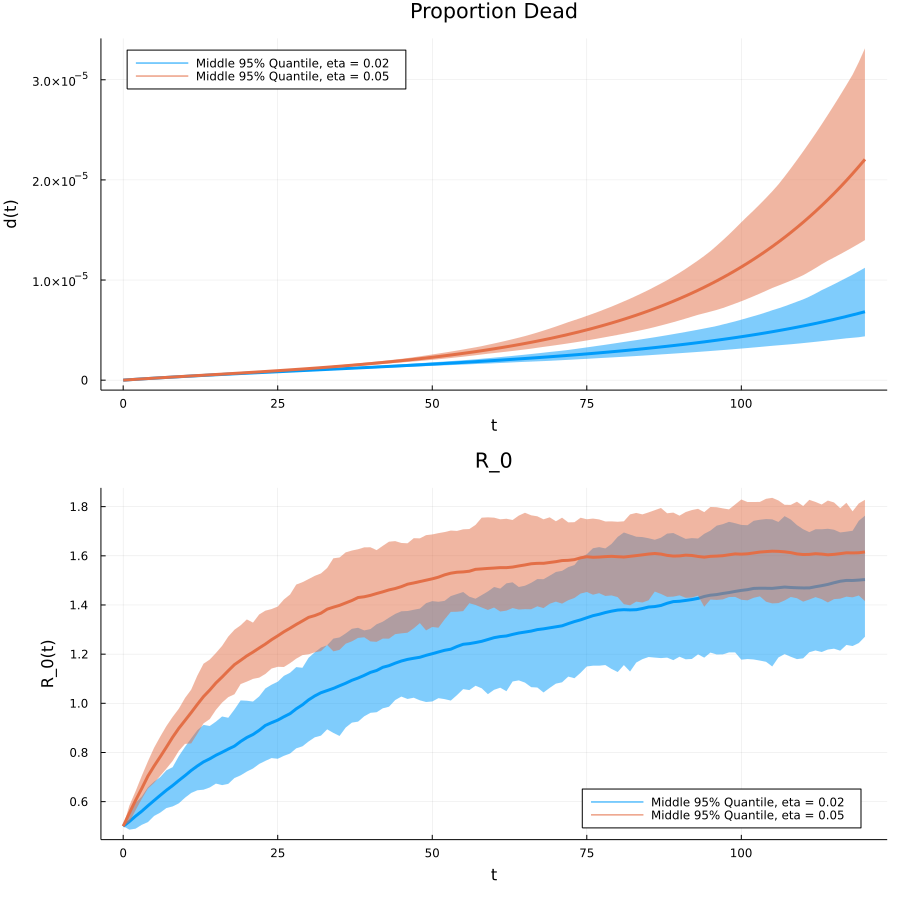 Proportion Dead
Middle 95% Quantile, eta = 0.02
Middle 95% Quantile, eta = 0.05
3.0×10⁻⁵
2.0×10⁻⁵
1.0×10⁻⁵
0
d(t)
0 25 50 75 100
t
R_0
1.8
1.6
1.4
1.2
1.0
0.8
0.6
R_0(t)
Middle 95% Quantile, eta = 0.02
Middle 95% Quantile, eta = 0.05
0 25 50 75 100
t